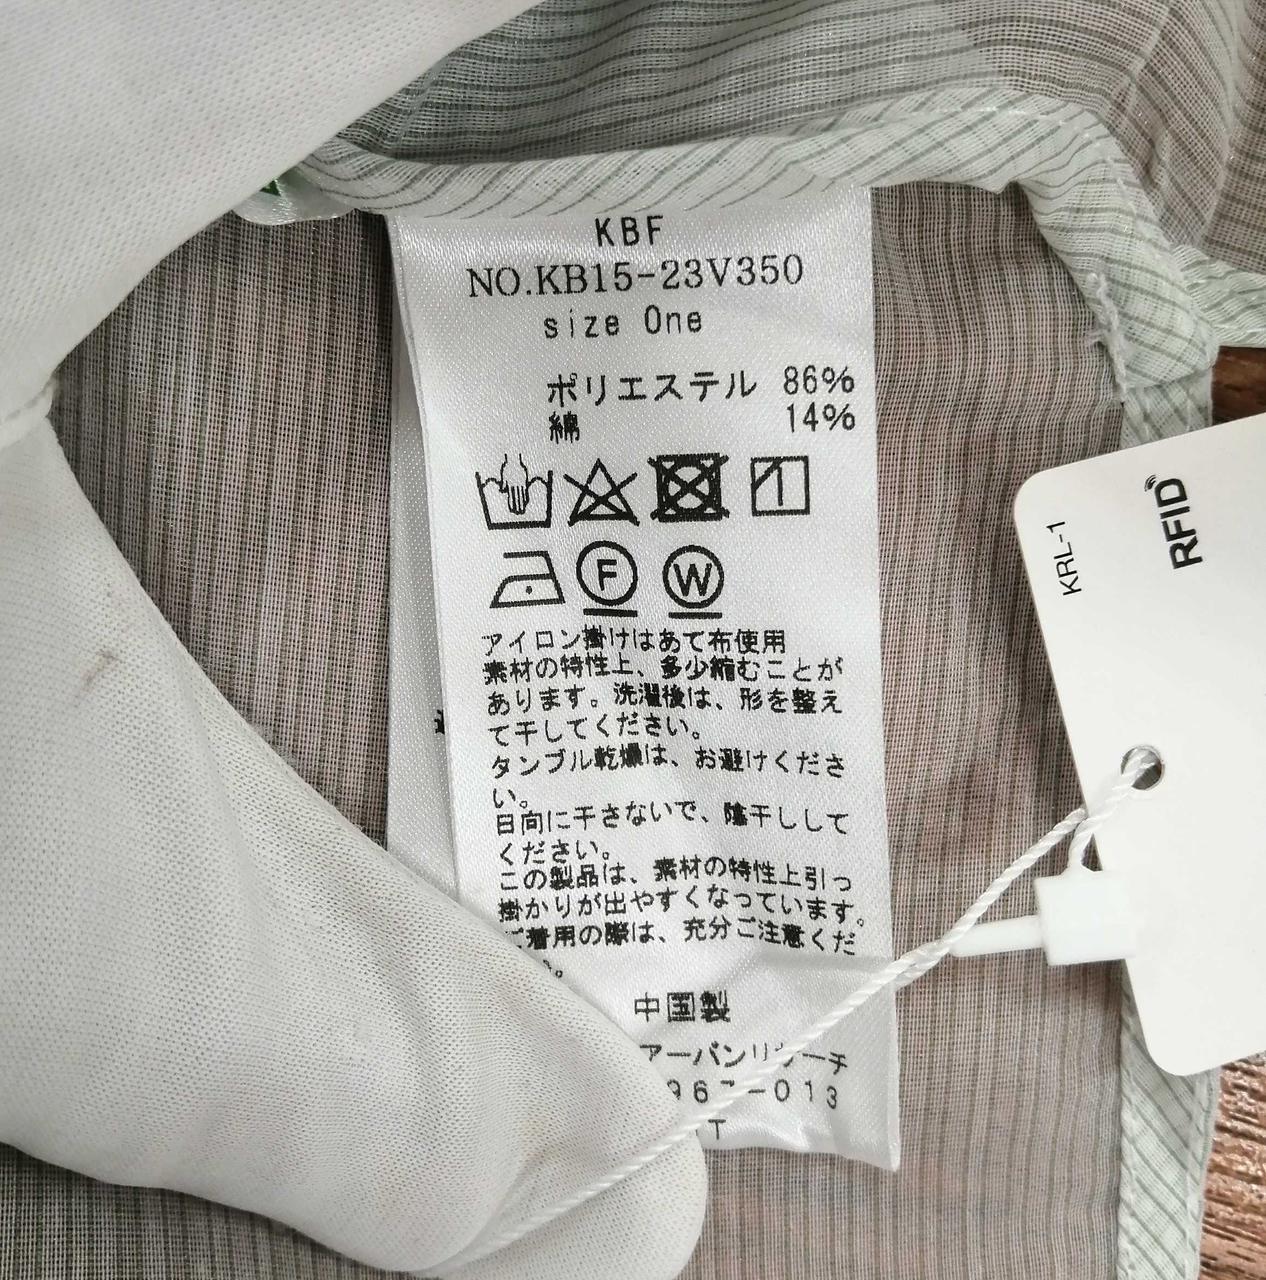 KBF
NO.KB15-23V350
size One
ポリエステル 86%
綿 14%
F W
アイロン掛けはあて布使用
素材の特性上、多少縮むことが
あります。洗濯後は、形を整え
て干してください。
タンブル乾燥は、お避けくださ
い。
日向に干さないで、陰干しして
ください。
この製品は、素材の特性上引っ
掛かりが出やすくなっています。
ご着用の際は、充分ご注意くだ
中国製
アーバンリサーチ
967-013
T
KRL-1
RFID